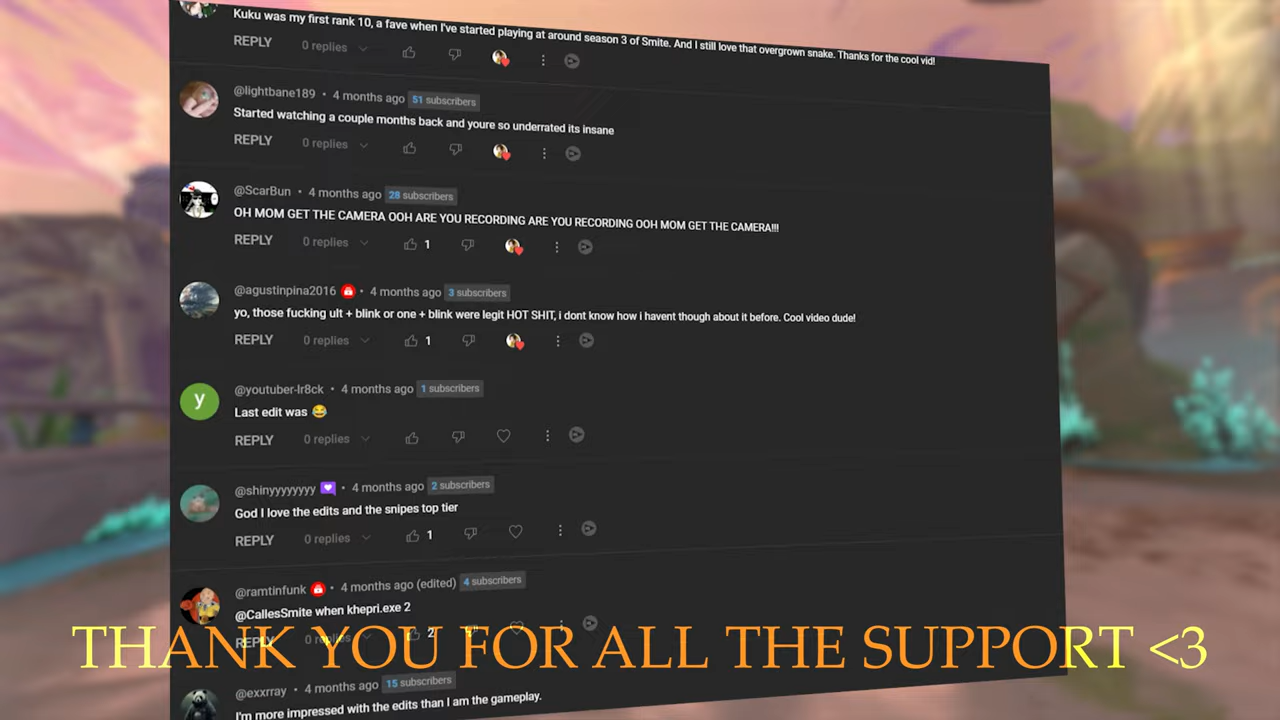 Kuku was my first rank 10, a fave when I've started playing at around season 3 of Smite. And I still love that overgrown snake. Thanks for the cool vid!
REPLY 0 replies
@lightbane189 • 4 months ago 51 subscribers
Started watching a couple months back and youre so underrated its insane
REPLY 0 replies
@ScarBun • 4 months ago 28 subscribers
OH MOM GET THE CAMERA OOH ARE YOU RECORDING ARE YOU RECORDING OOH MOM GET THE CAMERA!!!
REPLY 0 replies 1
@agustinpina2016 • 4 months ago 3 subscribers
yo, those fucking ult + blink or one + blink were legit HOT SHIT, i dont know how i havent though about it before. Cool video dude!
REPLY 0 replies 1
y
@youtuber-lr8ck • 4 months ago 1 subscribers
Last edit was 😂
REPLY 0 replies
@shinyyyyyyyy • 4 months ago 2 subscribers
God I love the edits and the snipes top tier
REPLY 0 replies 1
@ramtinfunk • 4 months ago (edited) 4 subscribers
@CallesSmite when khepri.exe 2
REPLY 0 replies 2
THANK YOU FOR ALL THE SUPPORT <3
@exxrray • 4 months ago 15 subscribers
I'm more impressed with the edits than I am the gameplay.